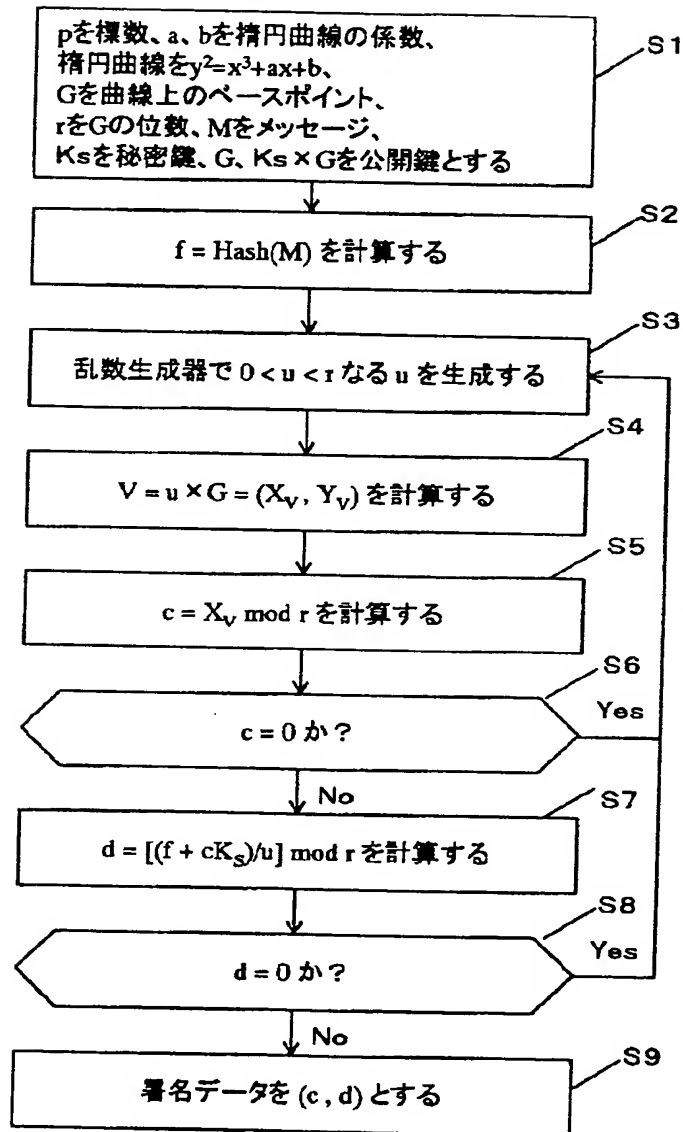 pを標数、a、bを楕円曲線の係数、
楕円曲線をy²=x³+ax+b、
Gを曲線上のベースポイント、
rをGの位数、Mをメッセージ、
Ksを秘密鍵、G、Ks×Gを公開鍵とする
S1
S2
f = Hash(M) を計算する
S3
乱数生成器で 0 < u < r なる u を生成する
S4
V = u × G = (X_V , Y_V) を計算する
S5
c = X_V mod r を計算する
S6
c = 0 か？
Yes
No
S7
d = [(f + cK_S)/u] mod r を計算する
S8
d = 0 か？
Yes
No
S9
署名データを (c , d) とする